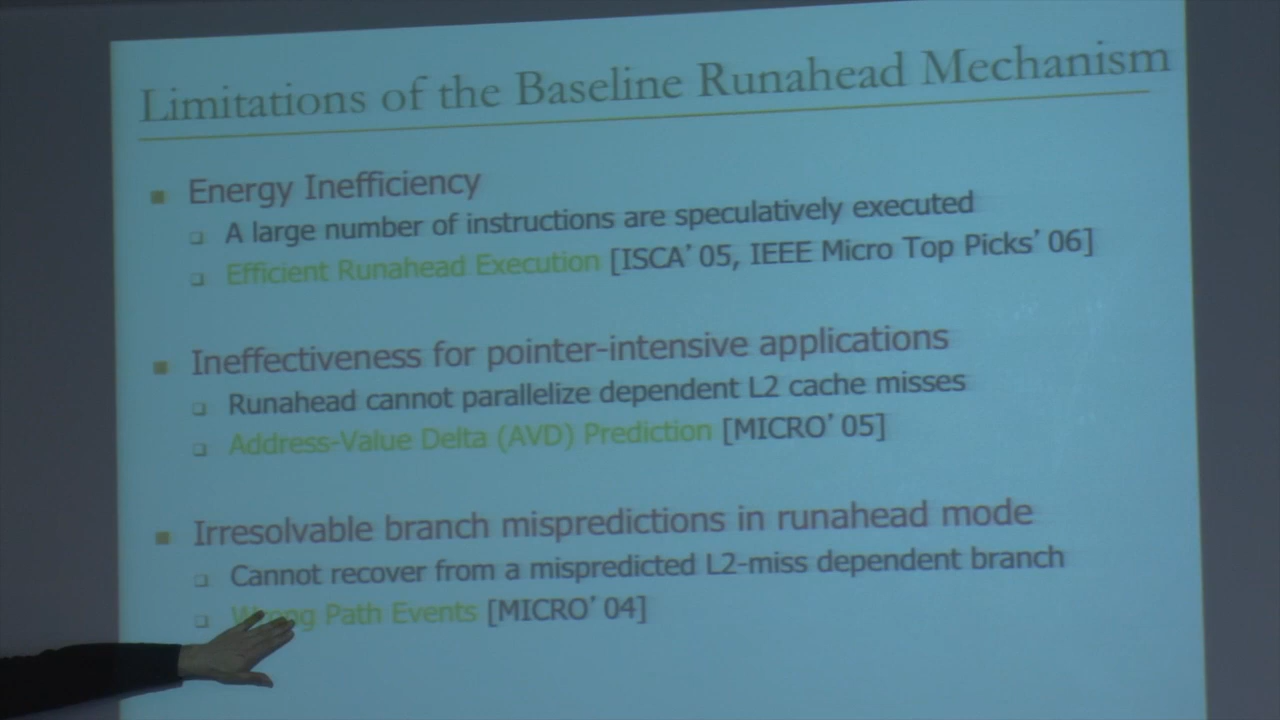 Limitations of the Baseline Runahead Mechanism
Energy Inefficiency
A large number of instructions are speculatively executed
Efficient Runahead Execution [ISCA’05, IEEE Micro Top Picks’06]
Ineffectiveness for pointer-intensive applications
Runahead cannot parallelize dependent L2 cache misses
Address-Value Delta (AVD) Prediction [MICRO’05]
Irresolvable branch mispredictions in runahead mode
Cannot recover from a mispredicted L2-miss dependent branch
Wrong Path Events [MICRO’04]